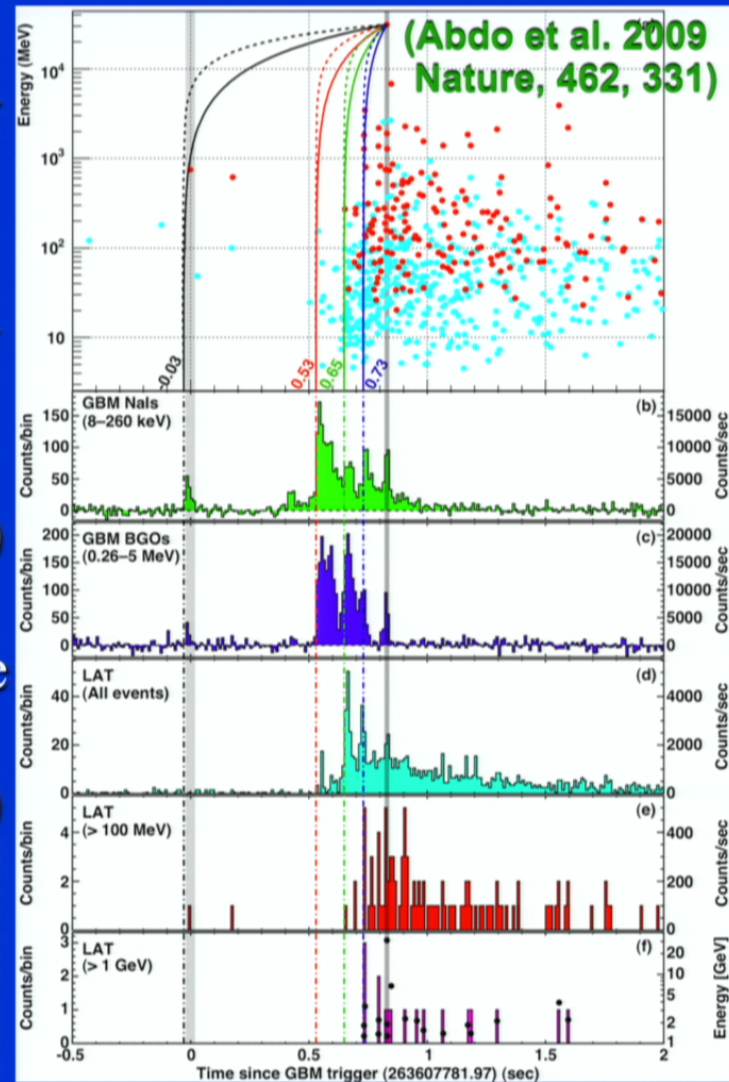 (Abdo et al. 2009
Nature, 462, 331)
Energy (MeV)
10⁴
10³
10²
10
-0.03
0.53
0.65
0.73
GBM NaIs
(8–260 keV)
(b)
Counts/bin
150
100
50
0
15000
10000
5000
0
Counts/sec
GBM BGOs
(0.26–5 MeV)
(c)
Counts/bin
200
150
100
50
0
20000
15000
10000
5000
0
Counts/sec
LAT
(All events)
(d)
Counts/bin
40
20
0
4000
2000
0
Counts/sec
LAT
(> 100 MeV)
(e)
Counts/bin
4
2
0
400
200
0
Counts/sec
LAT
(> 1 GeV)
(f)
Counts/bin
3
2
1
0
20
10
5
2
1
Energy [GeV]
-0.5 0 0.5 1 1.5 2
Time since GBM trigger (263607781.97) (sec)
e